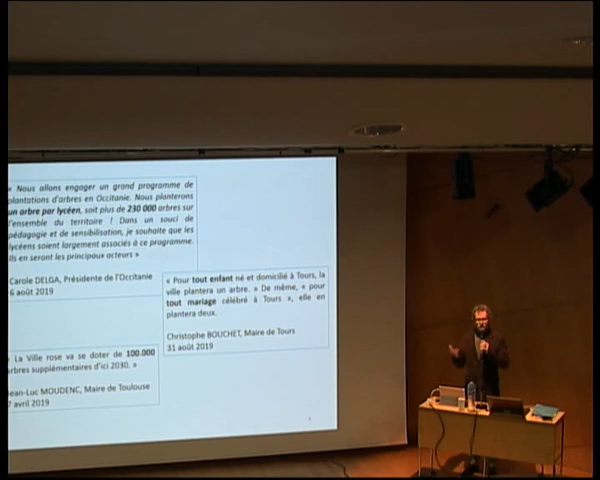 « Nous allons engager un grand programme de
plantations d'arbres en Occitanie. Nous planterons
un arbre par lycéen, soit plus de 230 000 arbres sur
l'ensemble du territoire ! Dans un souci de
pédagogie et de sensibilisation, je souhaite que les
lycéens soient largement associés à ce programme.
Ils en seront les principaux acteurs »
Carole DELGA, Présidente de l'Occitanie
6 août 2019
« Pour tout enfant né et domicilié à Tours, la
ville plantera un arbre. » De même, « pour
tout mariage célébré à Tours », elle en
plantera deux.
Christophe BOUCHET, Maire de Tours
31 août 2019
« La Ville rose va se doter de 100.000
arbres supplémentaires d'ici 2030. »
Jean-Luc MOUDENC, Maire de Toulouse
7 avril 2019